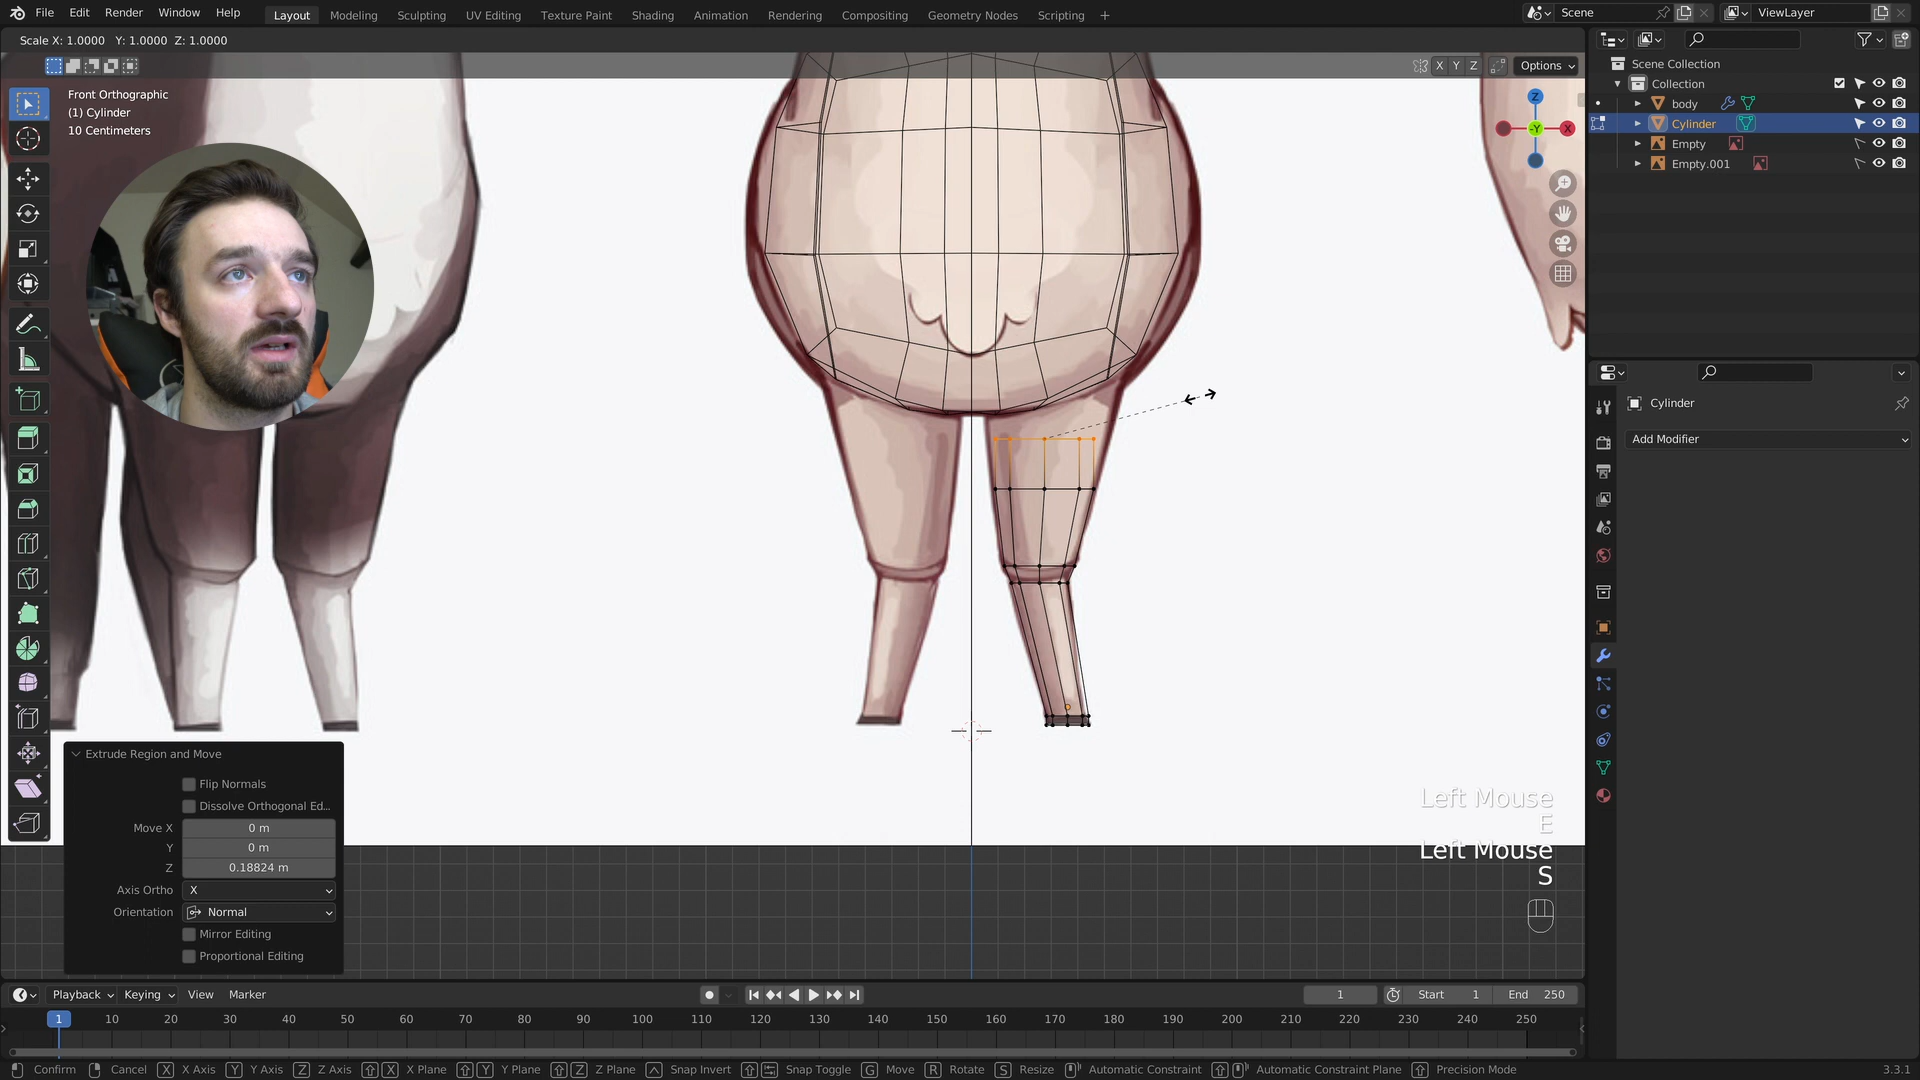 File Edit Render Window Help Layout Modeling Sculpting UV Editing Texture Paint Shading Animation Rendering Compositing Geometry Nodes Scripting + Scene ViewLayer
Scale X: 1.0000 Y: 1.0000 Z: 1.0000
X Y Z Options
Front Orthographic
(1) Cylinder
10 Centimeters
Z
-Y
X
Scene Collection
Collection
body
Cylinder
Empty
Empty.001
Cylinder
Add Modifier
Extrude Region and Move
Flip Normals
Dissolve Orthogonal Ed...
Move X 0 m
Y 0 m
Z 0.18824 m
Axis Ortho X
Orientation Normal
Mirror Editing
Proportional Editing
Left Mouse
E
Left Mouse
S
Playback Keying View Marker 1 Start 1 End 250
1 10 20 30 40 50 60 70 80 90 100 110 120 130 140 150 160 170 180 190 200 210 220 230 240 250
Confirm Cancel X X Axis Y Y Axis Z Z Axis X X Plane Y Y Plane Z Z Plane Snap Invert Snap Toggle G Move R Rotate S Resize Automatic Constraint Automatic Constraint Plane Precision Mode 3.3.1